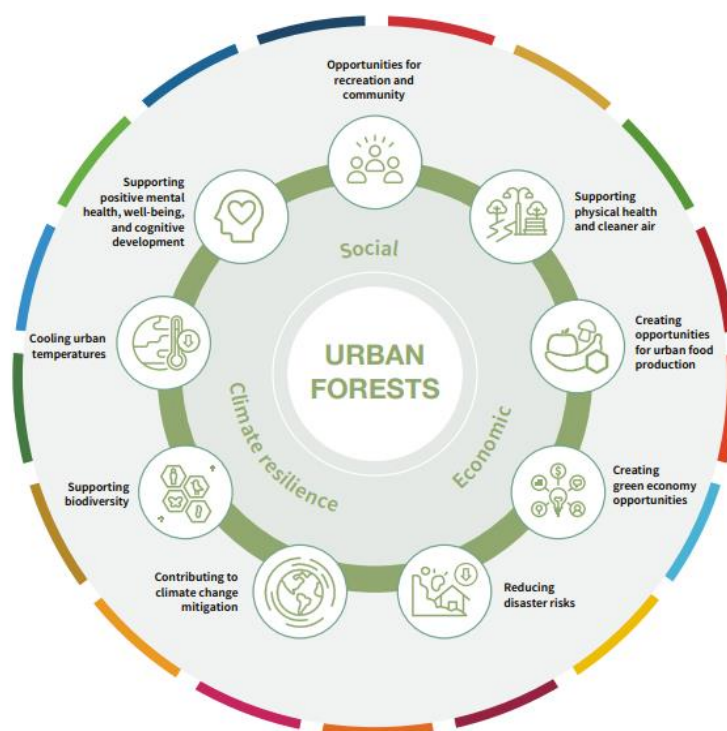 Opportunities for
recreation and
community
Supporting
physical health
and cleaner air
Creating
opportunities
for urban food
production
Creating
green economy
opportunities
Reducing
disaster risks
Contributing to
climate change
mitigation
Supporting
biodiversity
Cooling urban
temperatures
Supporting
positive mental
health, well-being,
and cognitive
development
Social
Economic
Climate resilience
URBAN
FORESTS
$